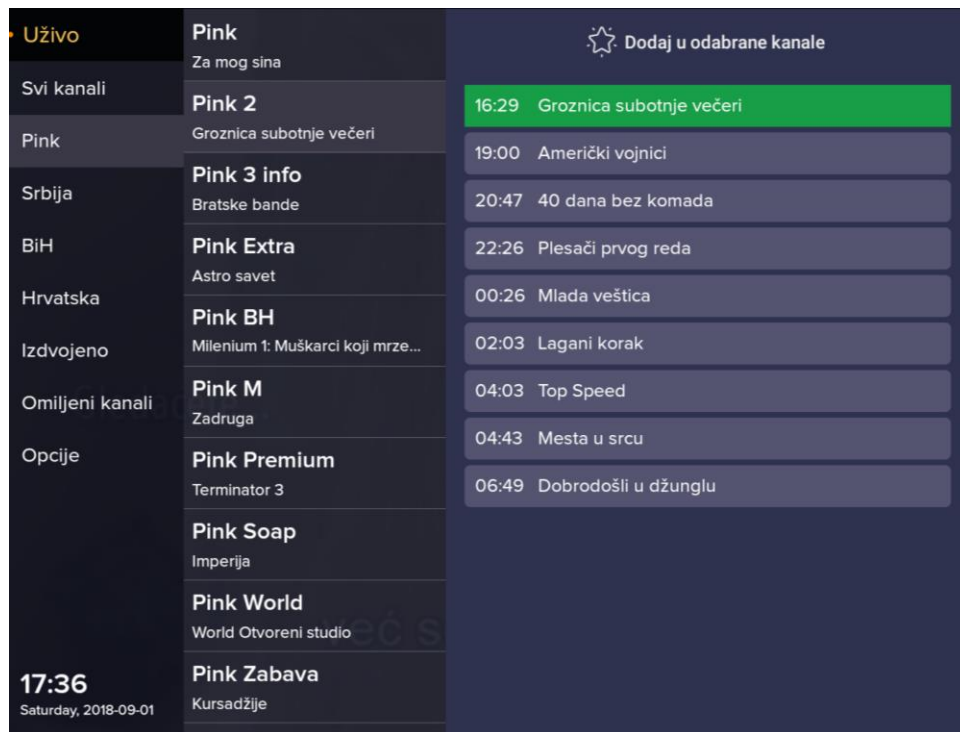 Uživo
Svi kanali
Pink
Srbija
BiH
Hrvatska
Izdvojeno
Omiljeni kanali
Opcije
17:36
Saturday, 2018-09-01
Pink
Za mog sina
Pink 2
Groznica subotnje večeri
Pink 3 info
Bratske bande
Pink Extra
Astro savet
Pink BH
Milenium 1: Muškarci koji mrze...
Pink M
Zadruga
Pink Premium
Terminator 3
Pink Soap
Imperija
Pink World
World Otvoreni studio
Pink Zabava
Kursadžije
Dodaj u odabrane kanale
16:29 Groznica subotnje večeri
19:00 Američki vojnici
20:47 40 dana bez komada
22:26 Plesači prvog reda
00:26 Mlada veštica
02:03 Lagani korak
04:03 Top Speed
04:43 Mesta u srcu
06:49 Dobrodošli u džunglu